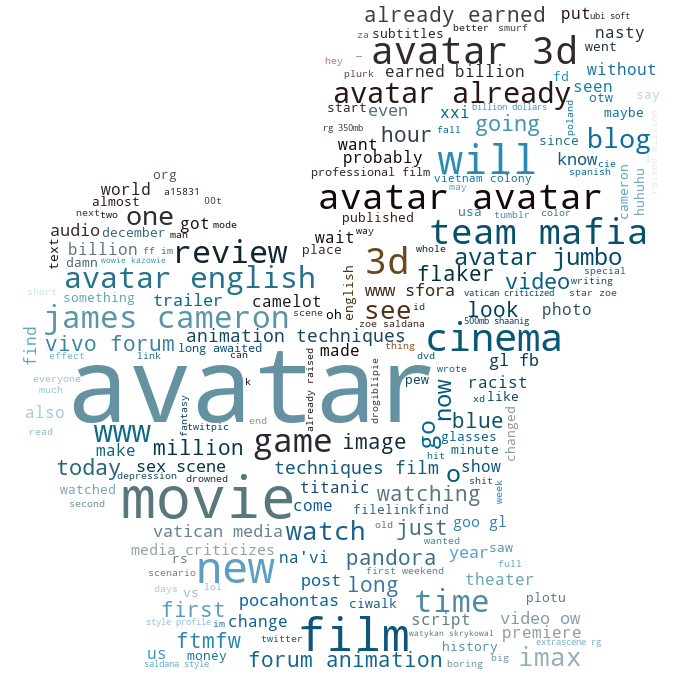 already earned
put
ubi soft
better
smurf
za
subtitles
nasty
hey
—
avatar 3d
went
plurk
earned billion
fd
without
avatar already
seen
start
even
xxi
billion dollars
otw
say
rg 350mb
hour
fall
going
poland
maybe
raised million
want
will
since
blog
probably
know
cie
professional film
vietnam colony
spanish
cameron
huhuhu
org
may
world
a15831
avatar avatar
almost
00t
next
two
one
got
mode
published
usa
tumblr
color
text
audio
december
man
wait
way
team mafia
billion
ff im
review
place
whole
avatar jumbo
damn
wowie kazowie
3d
flaker
special
avatar english
english
www sfora
video
writing
short
something
trailer
camelot
vatican criticized
star zoe
scene
oh
see
id
look
photo
james cameron
zoe saldana
500mb shaanig
find
vivo forum
animation techniques
cinema
long awaited
thing
effect
link
can
already raised
made
dvd
gl fb
avatar
drogiblipie
pew
wrote
racist
everyone
much
k
xd
like
now
also
fantasy
end
go
blue
changed
read
www
twitpic
game
image
glasses
make
million
hit
minute
today
sex scene
techniques film
o
show
depression
drowned
titanic
watching
shit
watched
movie
week
second
come
filelinkfind
vatican media
watch
old
just
goo gl
media criticizes
wanted
rs
new
na'vi
pandora
year
saw
scenario
first weekend
full
days
vs
lol
post
long
theater
first
pocahontas
ciwalk
time
plotu
style profile
im
change
script
video ow
ftmfw
twitter
film
watykan skrykował
premiere
history
extrascene rg
us
money
forum animation
boring
big
imax
saldana style